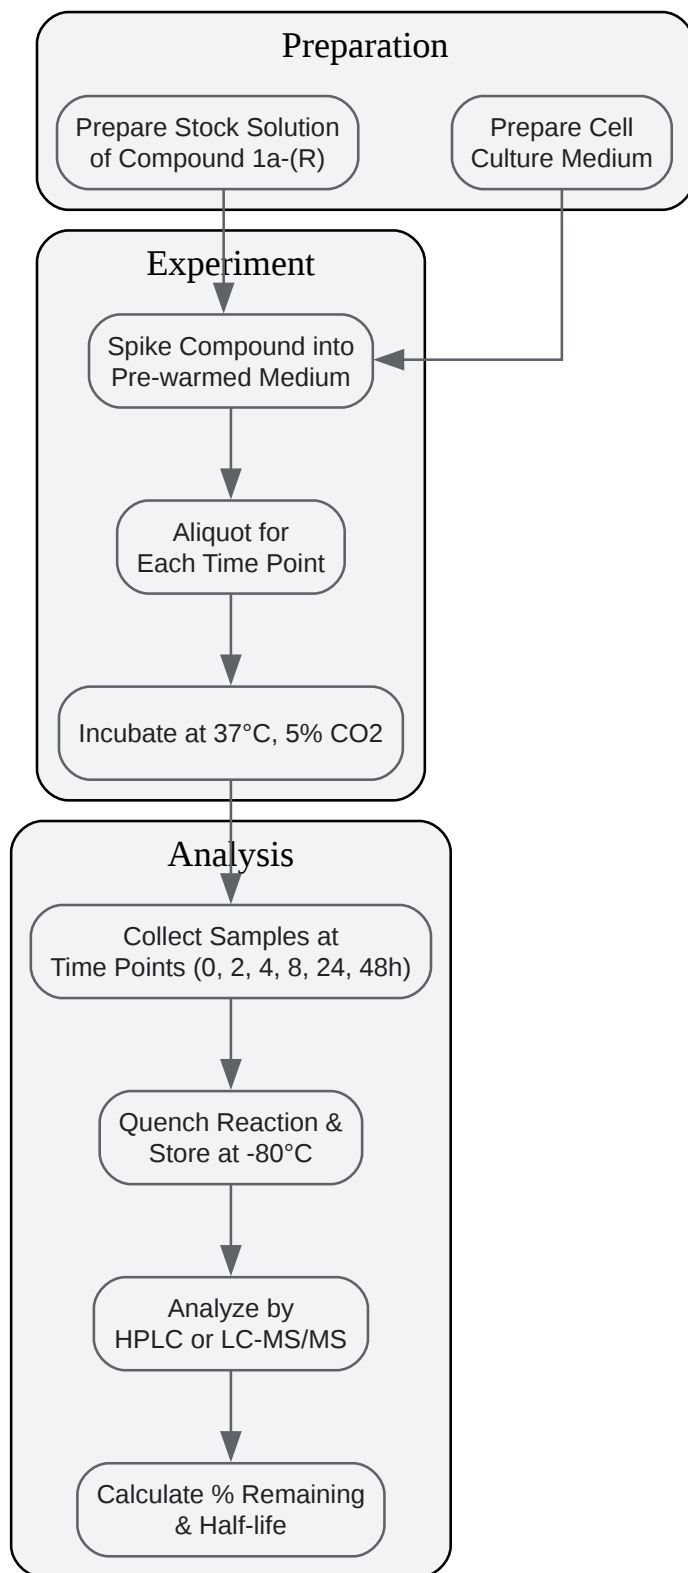 Preparation
Prepare Stock Solution
of Compound 1a-(R)
Prepare Cell
Culture Medium
Experiment
Spike Compound into
Pre-warmed Medium
Aliquot for
Each Time Point
Incubate at 37°C, 5% CO2
Analysis
Collect Samples at
Time Points (0, 2, 4, 8, 24, 48h)
Quench Reaction &
Store at -80°C
Analyze by
HPLC or LC-MS/MS
Calculate % Remaining
& Half-life